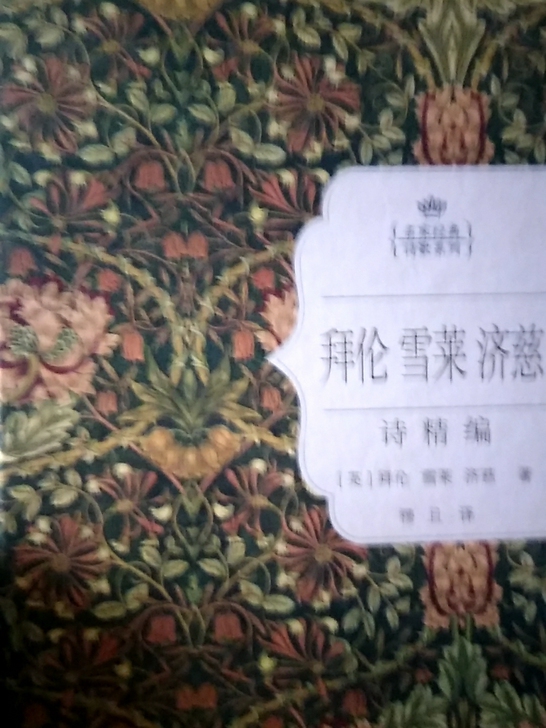 名家经典
诗歌系列
拜伦 雪莱 济慈
诗精编
[英]拜伦 雪莱 济慈 著
穆旦 译